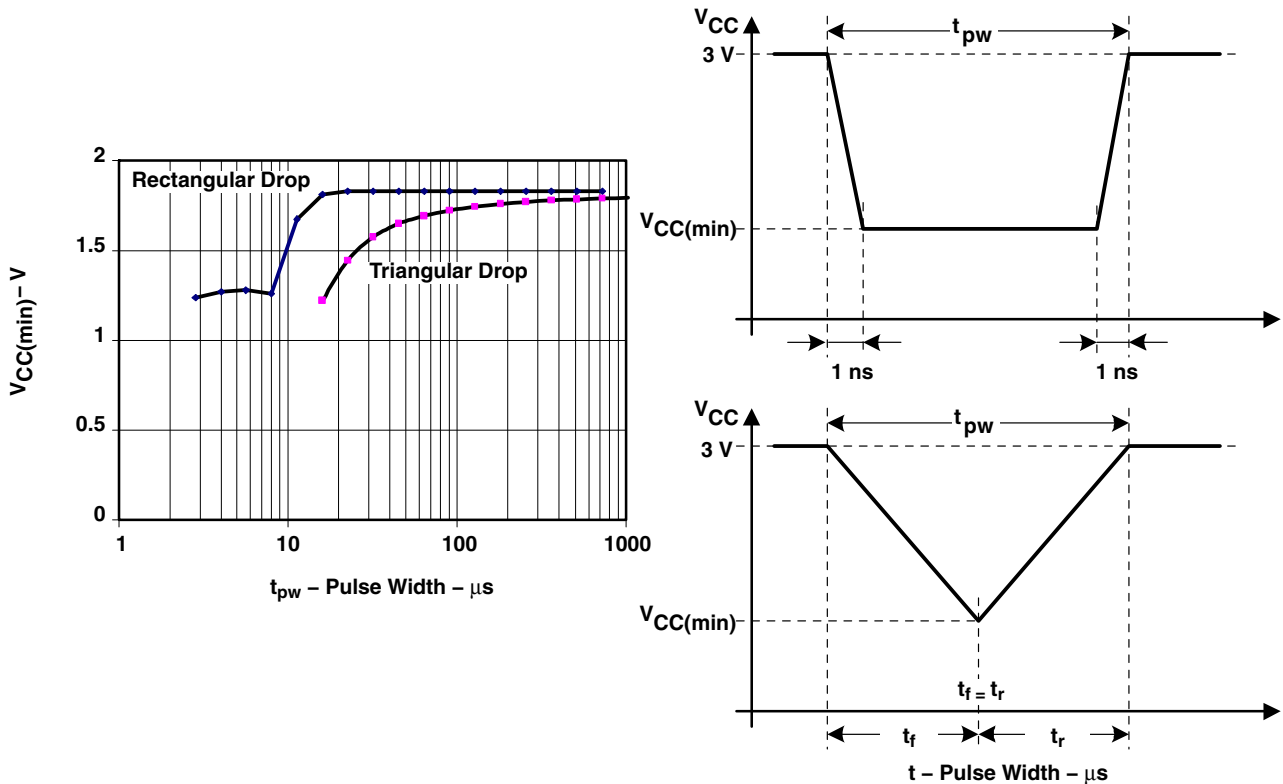 2
Rectangular Drop
1.5
Triangular Drop
1
0.5
0
1
10
100
1000
VCC(min) – V
tpw – Pulse Width – μs
VCC
tpw
3 V
VCC(min)
1 ns
1 ns
VCC
tpw
3 V
VCC(min)
tf = tr
tf
tr
t – Pulse Width – μs